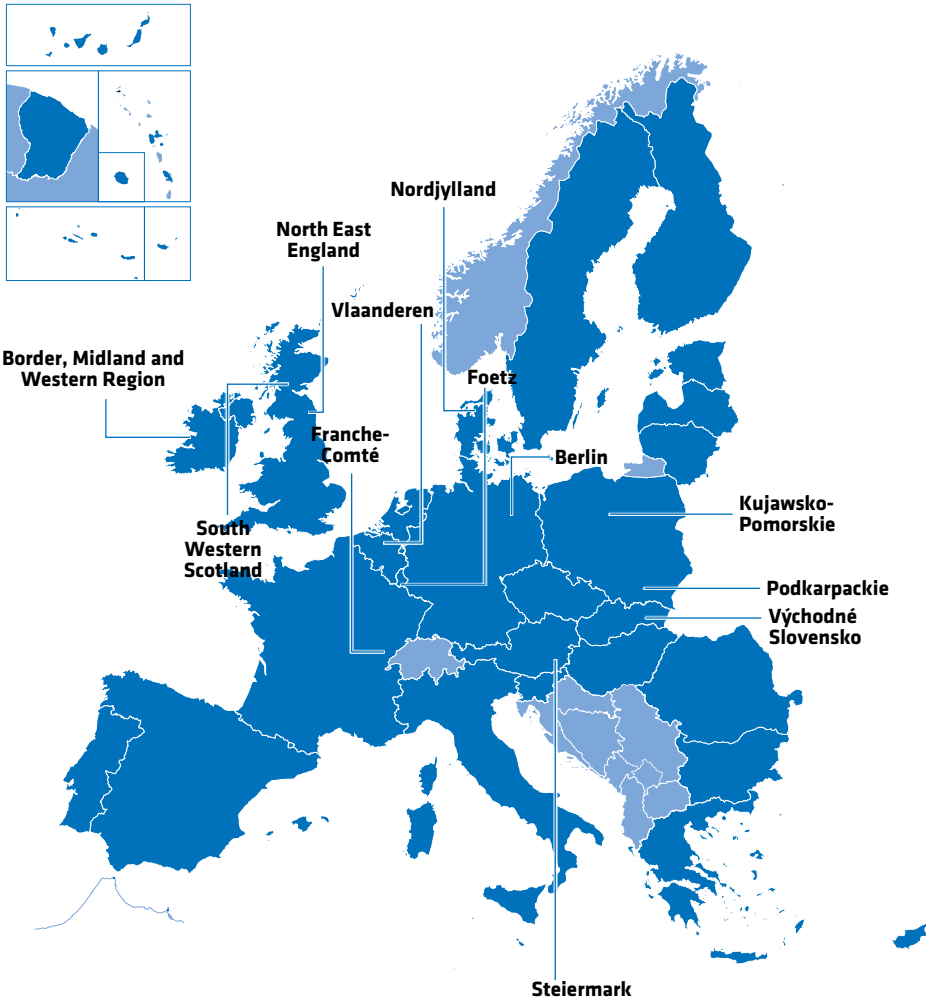 Nordjylland
North East
England
Vlaanderen
Border, Midland and
Western Region
Foetz
Franche-
Comté
Berlin
Kujawsko-
Pomorskie
South
Western
Scotland
Podkarpackie
Východné
Slovensko
Steiermark